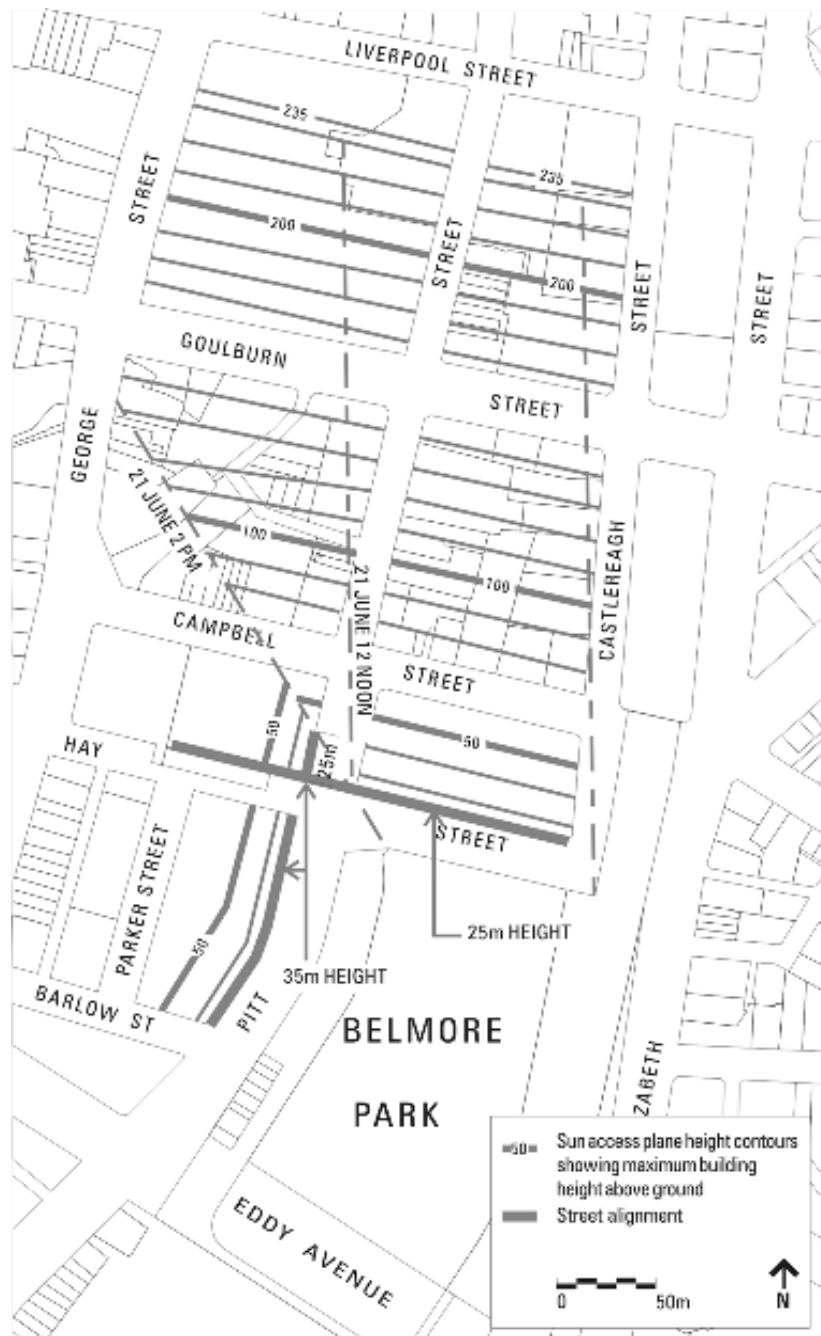 LIVERPOOL STREET
235
235
STREET
200
STREET
200
STREET
STREET
GOULBURN
STREET
GEORGE
21 JUNE 2 PM
100
21 JUNE 12 NOON
100
CASTLEREAGH
CAMPBELL
STREET
50
50
HAY
25m
STREET
PARKER STREET
50
25m HEIGHT
35m HEIGHT
BARLOW ST
PITT
BELMORE
PARK
ZABETH
EDDY AVENUE
50 Sun access plane height contours
showing maximum building
height above ground
Street alignment
0 50m
N